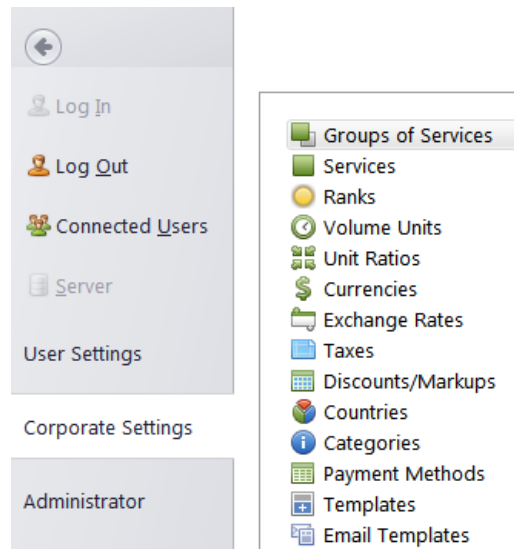 Log In
Log Out
Connected Users
Server
User Settings
Corporate Settings
Administrator
Groups of Services
Services
Ranks
Volume Units
Unit Ratios
Currencies
Exchange Rates
Taxes
Discounts/Markups
Countries
Categories
Payment Methods
Templates
Email Templates